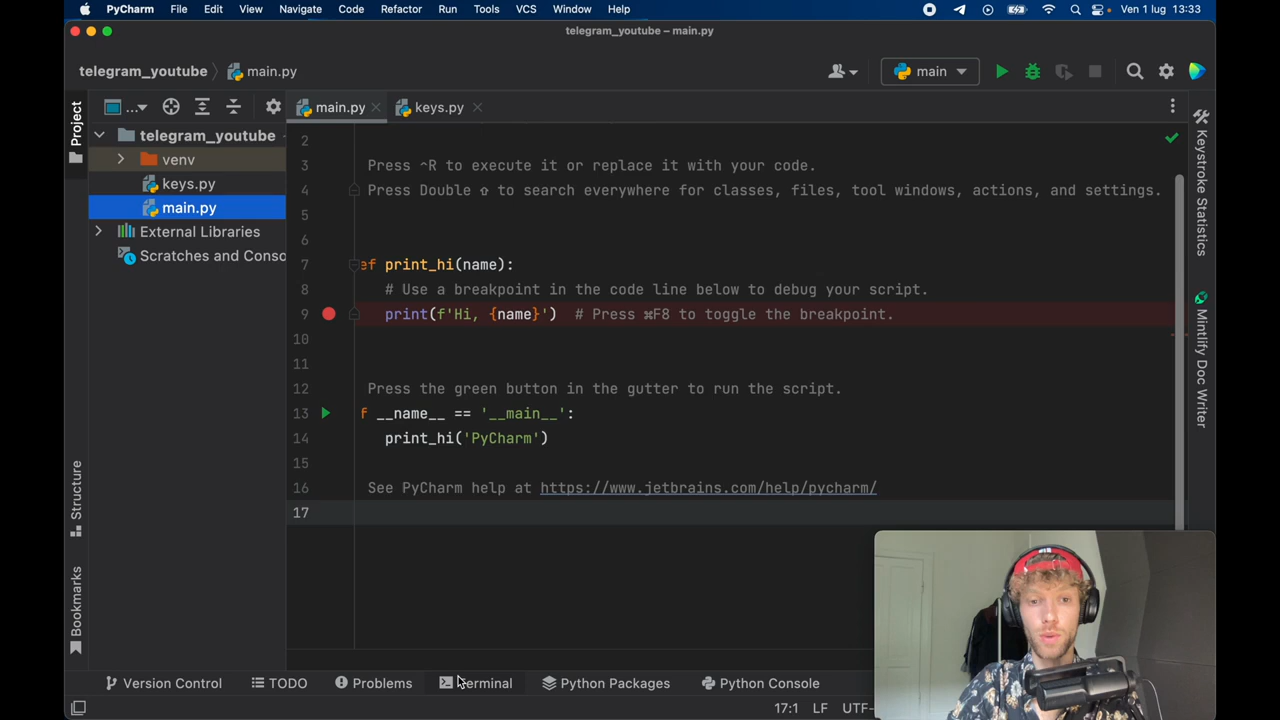 PyCharm File Edit View Navigate Code Refactor Run Tools VCS Window Help Ven 1 lug 13:33
telegram_youtube – main.py
telegram_youtube main.py main
Project ... main.py keys.py
telegram_youtube
venv
keys.py
main.py
External Libraries
Scratches and Conso
2
3 Press ^R to execute it or replace it with your code.
4 Press Double ⇧ to search everywhere for classes, files, tool windows, actions, and settings.
5
6
7 ef print_hi(name):
8 # Use a breakpoint in the code line below to debug your script.
9 print(f'Hi, {name}') # Press ⌘F8 to toggle the breakpoint.
10
11
12 Press the green button in the gutter to run the script.
13 f __name__ == '__main__':
14 print_hi('PyCharm')
15
16 See PyCharm help at https://www.jetbrains.com/help/pycharm/
17
Structure
Bookmarks
Keystroke Statistics
Mintlify Doc Writer
Version Control TODO Problems Terminal Python Packages Python Console
17:1 LF UTF-